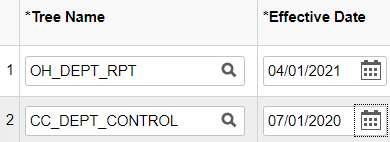 *Tree Name *Effective Date
1 OH_DEPT_RPT 04/01/2021
2 CC_DEPT_CONTROL 07/01/2020